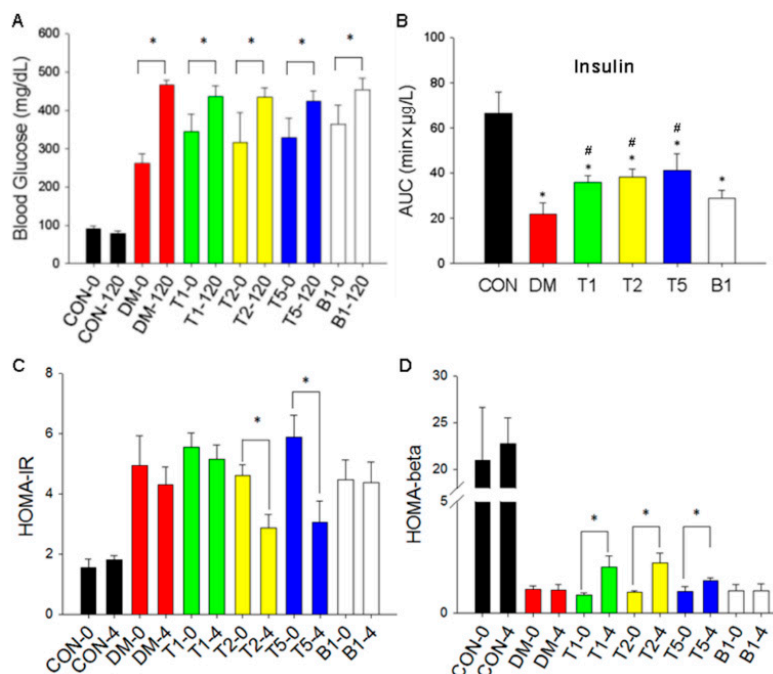 A
Blood Glucose (mg/dL)
600
500
400
300
200
100
0
* * * * *
CON-0 CON-120 DM-0 DM-120 T1-0 T1-120 T2-0 T2-120 T5-0 T5-120 B1-0 B1-120
B
Insulin
AUC (min×μg/L)
100
80
60
40
20
0
# # #
* * * * *
CON DM T1 T2 T5 B1
C
HOMA-IR
8
6
4
2
0
* *
CON-0 CON-4 DM-0 DM-4 T1-0 T1-4 T2-0 T2-4 T5-0 T5-4 B1-0 B1-4
D
HOMA-beta
30
25
20
5
0
* * *
CON-0 CON-4 DM-0 DM-4 T1-0 T1-4 T2-0 T2-4 T5-0 T5-4 B1-0 B1-4